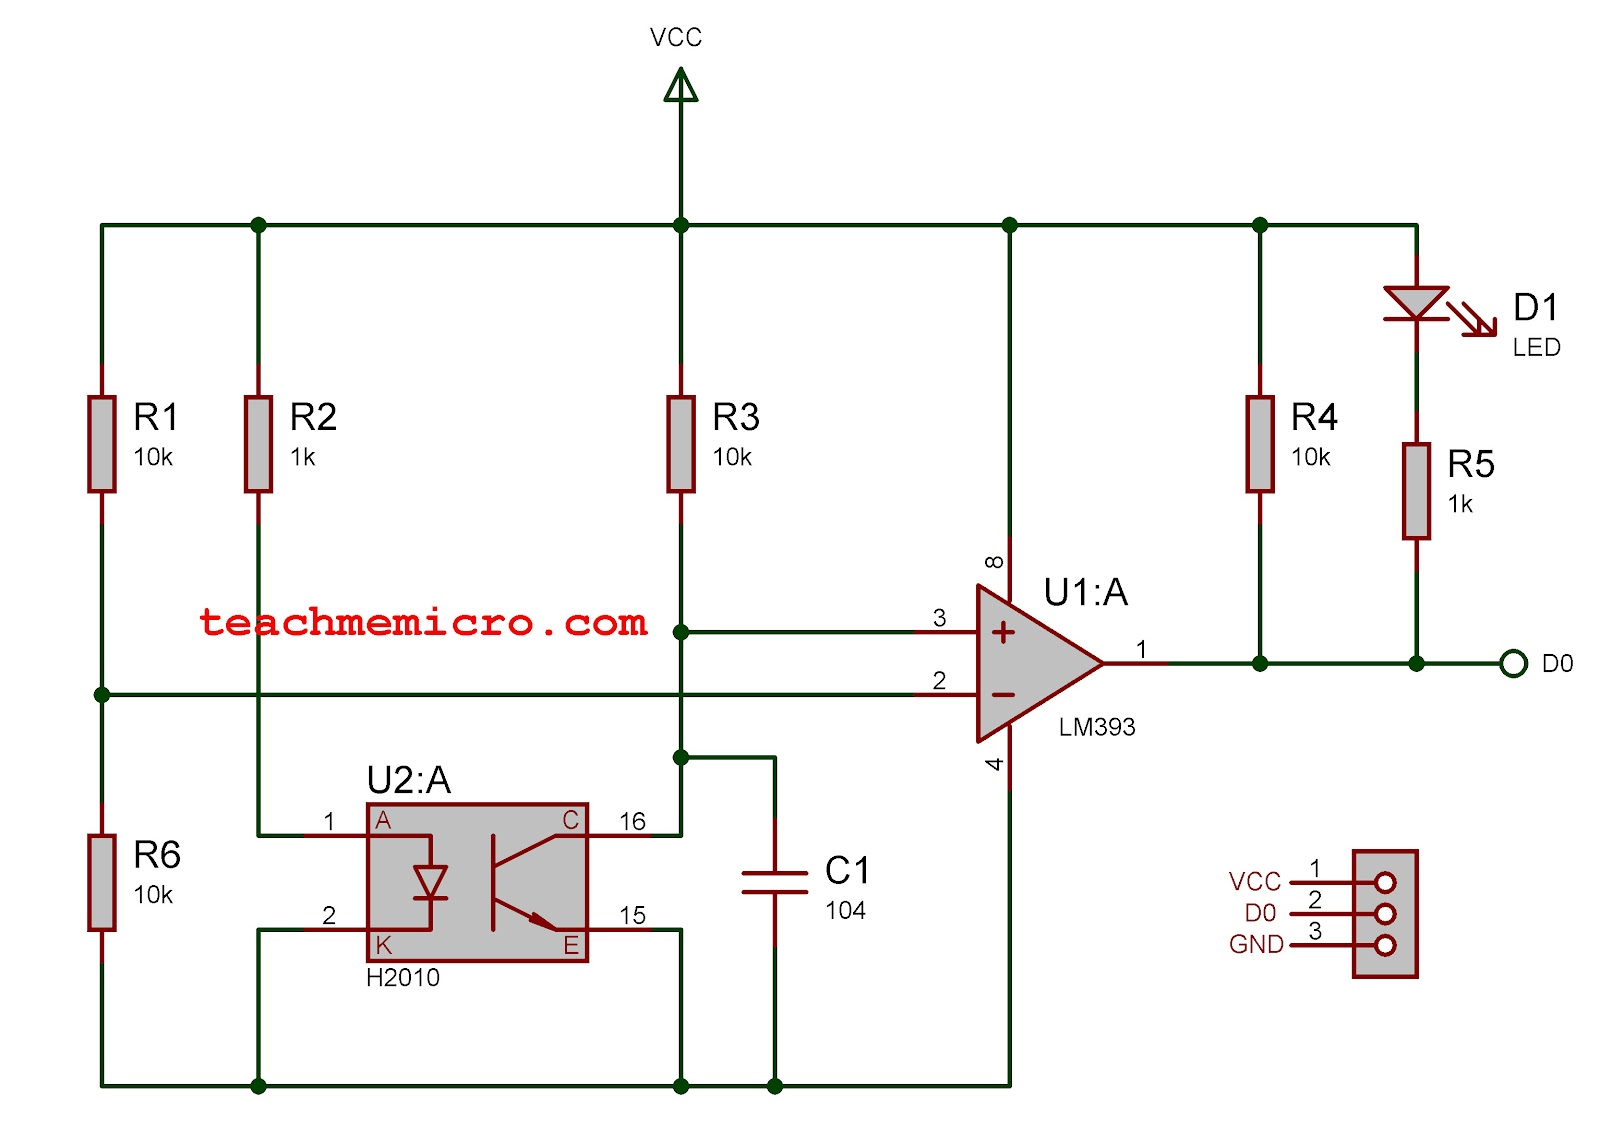 VCC
R1
10k
R2
1k
R3
10k
R4
10k
D1
LED
R5
1k
teachmemicro.com
8
U1:A
3
+
2
−
1
D0
LM393
4
U2:A
1
A
C
16
2
K
E
15
H2010
R6
10k
C1
104
VCC
1
D0
2
GND
3